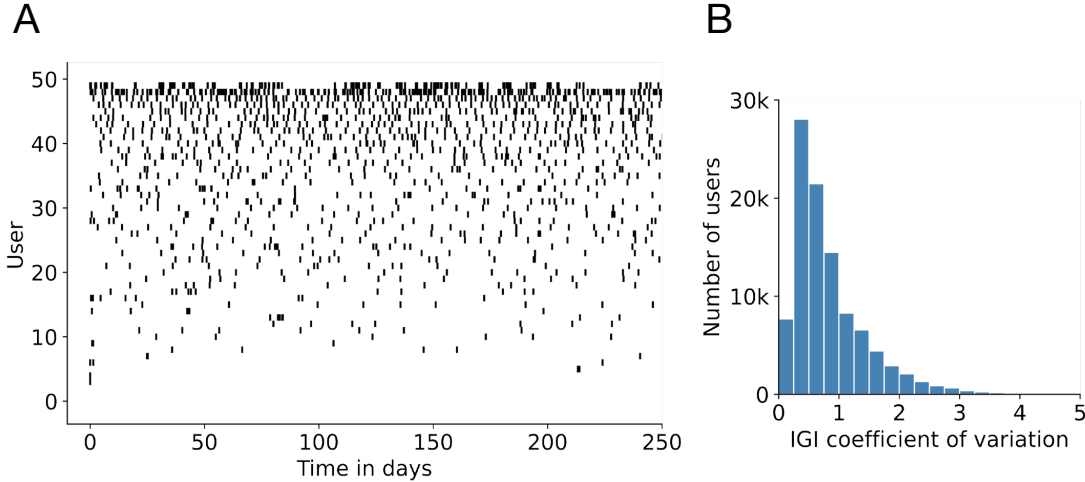 A
50
40
30
20
10
0
User
0
50
100
150
200
250
Time in days
B
30k
20k
10k
0
Number of users
0
1
2
3
4
5
IGI coefficient of variation